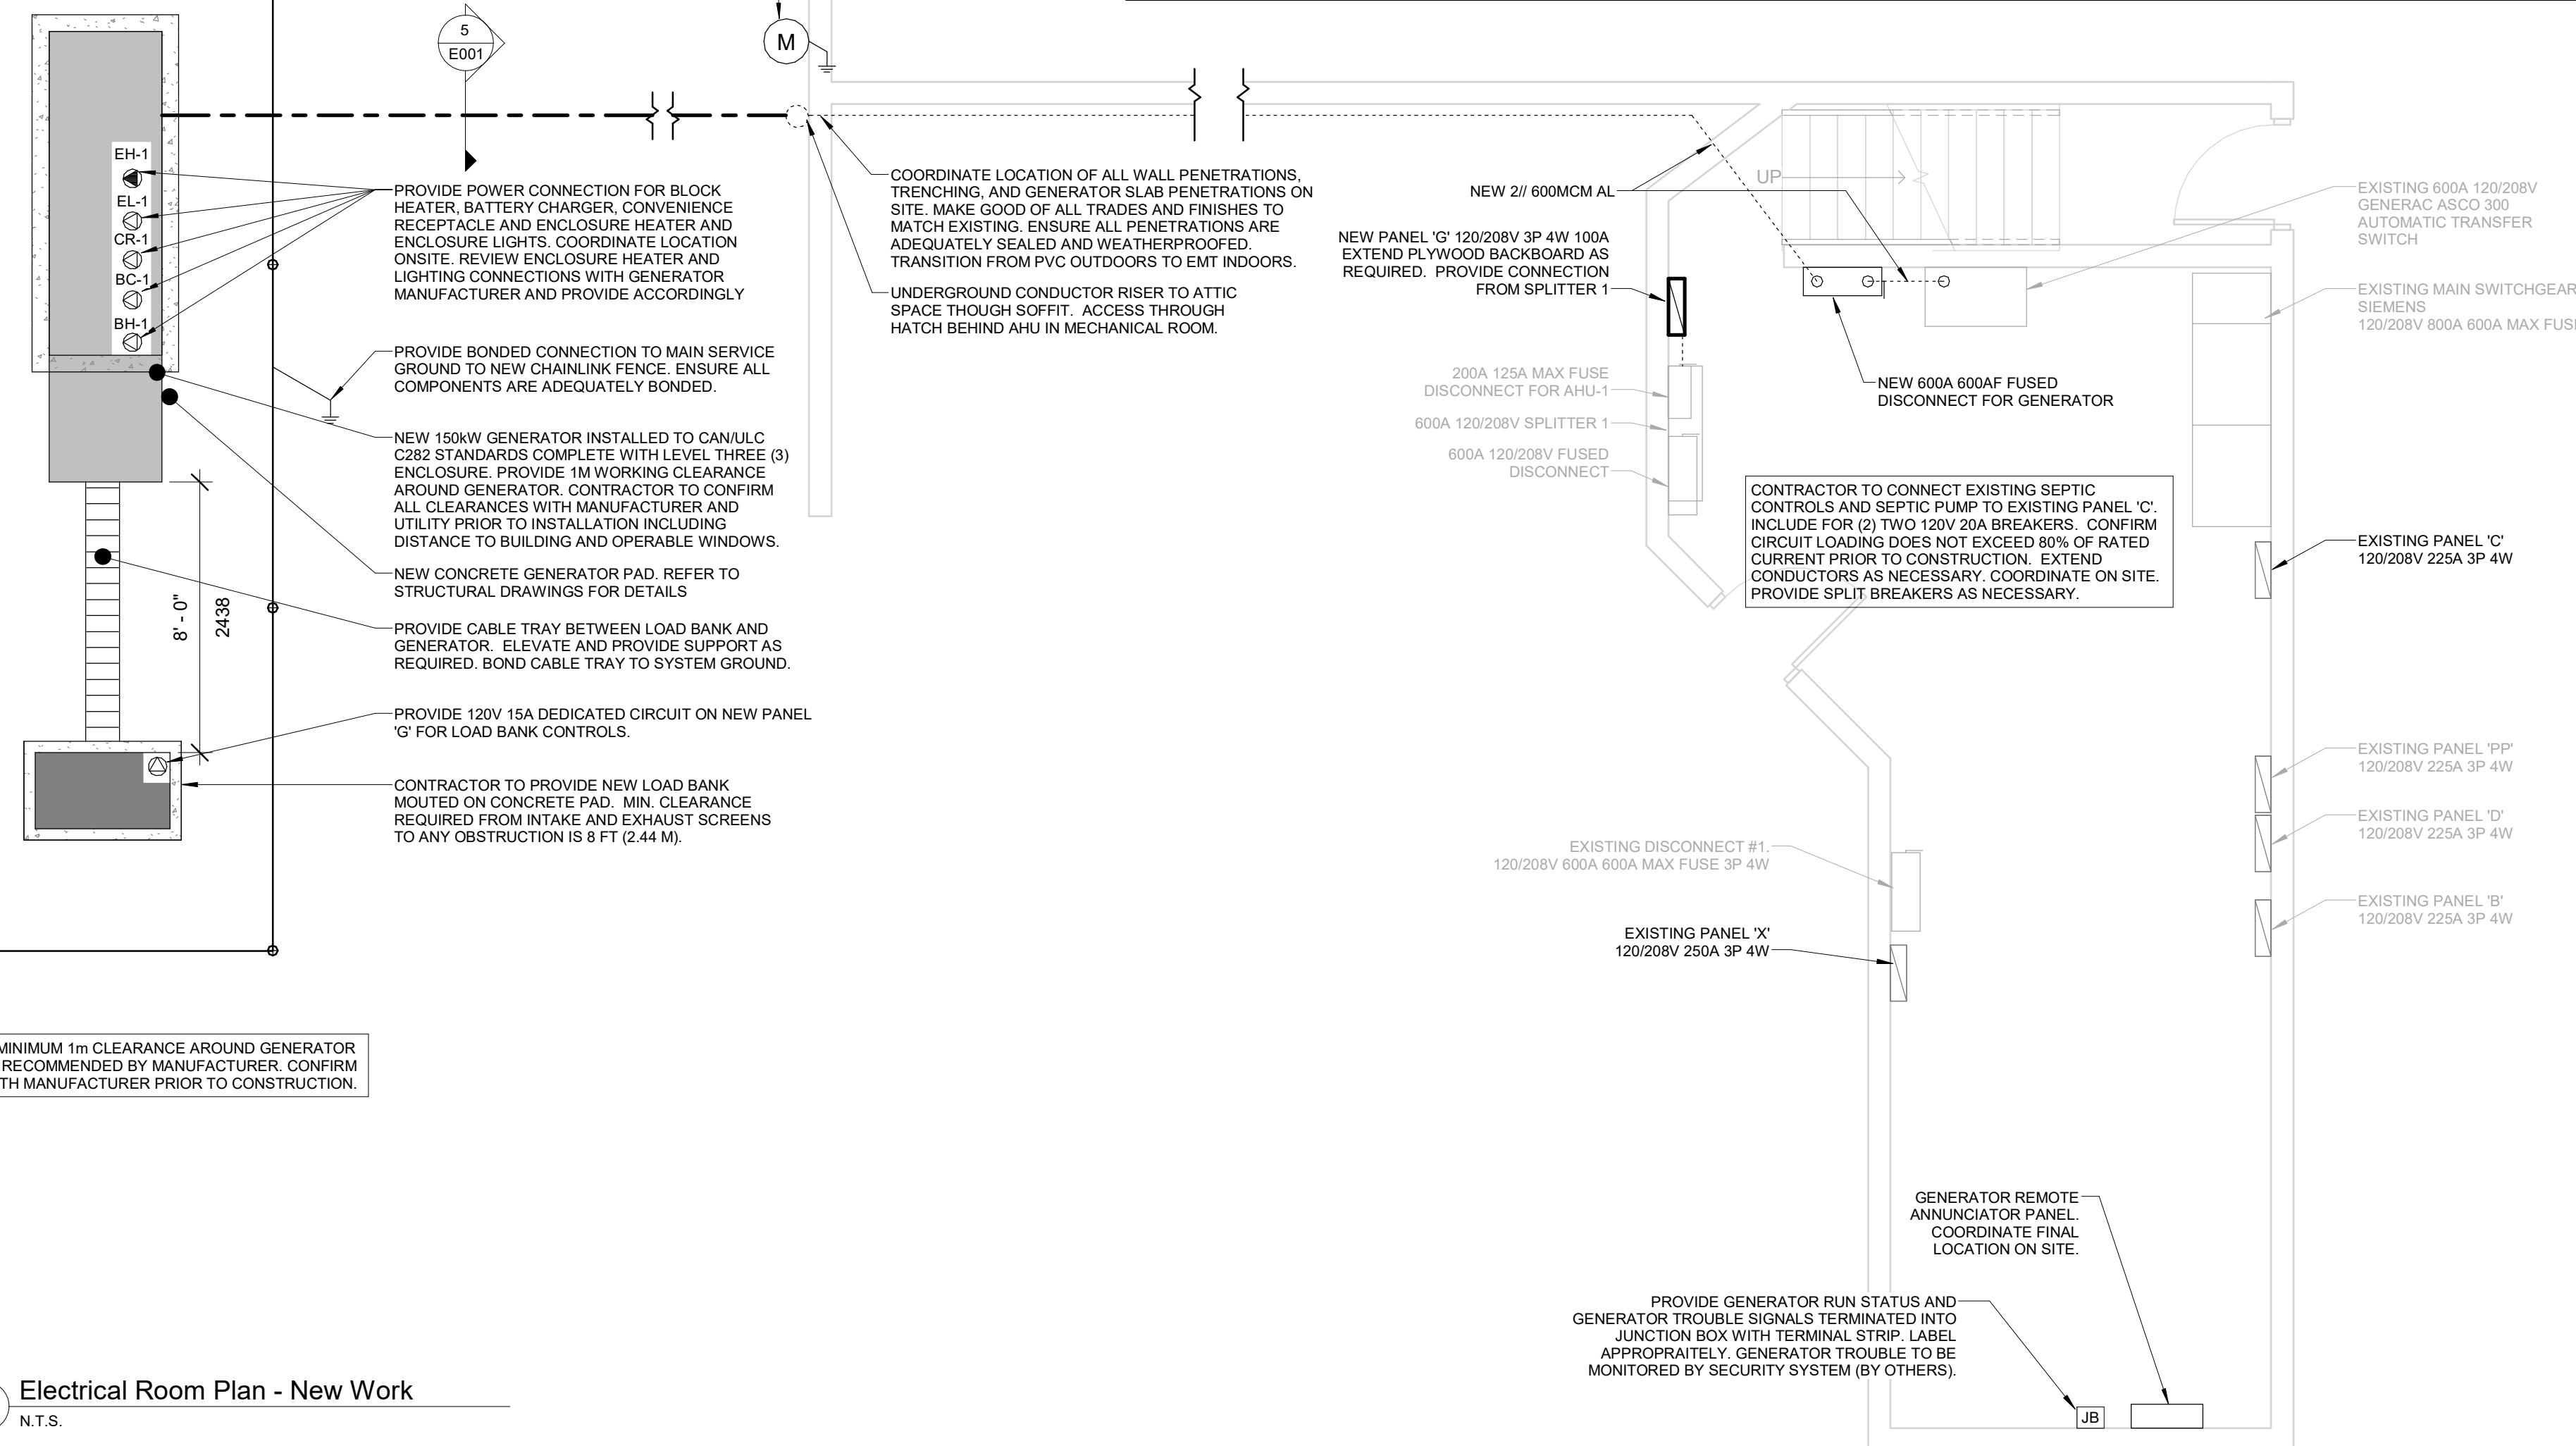 5
E001
M
EH-1
EL-1
CR-1
BC-1
BH-1
PROVIDE POWER CONNECTION FOR BLOCK
HEATER, BATTERY CHARGER, CONVENIENCE
RECEPTACLE AND ENCLOSURE HEATER AND
ENCLOSURE LIGHTS. COORDINATE LOCATION
ONSITE. REVIEW ENCLOSURE HEATER AND
LIGHTING CONNECTIONS WITH GENERATOR
MANUFACTURER AND PROVIDE ACCORDINGLY
PROVIDE BONDED CONNECTION TO MAIN SERVICE
GROUND TO NEW CHAINLINK FENCE. ENSURE ALL
COMPONENTS ARE ADEQUATELY BONDED.
NEW 150kW GENERATOR INSTALLED TO CAN/ULC
C282 STANDARDS COMPLETE WITH LEVEL THREE (3)
ENCLOSURE. PROVIDE 1M WORKING CLEARANCE
AROUND GENERATOR. CONTRACTOR TO CONFIRM
ALL CLEARANCES WITH MANUFACTURER AND
UTILITY PRIOR TO INSTALLATION INCLUDING
DISTANCE TO BUILDING AND OPERABLE WINDOWS.
NEW CONCRETE GENERATOR PAD. REFER TO
STRUCTURAL DRAWINGS FOR DETAILS
8' - 0"
2438
PROVIDE CABLE TRAY BETWEEN LOAD BANK AND
GENERATOR. ELEVATE AND PROVIDE SUPPORT AS
REQUIRED. BOND CABLE TRAY TO SYSTEM GROUND.
PROVIDE 120V 15A DEDICATED CIRCUIT ON NEW PANEL
'G' FOR LOAD BANK CONTROLS.
CONTRACTOR TO PROVIDE NEW LOAD BANK
MOUTED ON CONCRETE PAD. MIN. CLEARANCE
REQUIRED FROM INTAKE AND EXHAUST SCREENS
TO ANY OBSTRUCTION IS 8 FT (2.44 M).
COORDINATE LOCATION OF ALL WALL PENETRATIONS,
TRENCHING, AND GENERATOR SLAB PENETRATIONS ON
SITE. MAKE GOOD OF ALL TRADES AND FINISHES TO
MATCH EXISTING. ENSURE ALL PENETRATIONS ARE
ADEQUATELY SEALED AND WEATHERPROOFED.
TRANSITION FROM PVC OUTDOORS TO EMT INDOORS.
UNDERGROUND CONDUCTOR RISER TO ATTIC
SPACE THOUGH SOFFIT. ACCESS THROUGH
HATCH BEHIND AHU IN MECHANICAL ROOM.
NEW 2// 600MCM AL
NEW PANEL 'G' 120/208V 3P 4W 100A
EXTEND PLYWOOD BACKBOARD AS
REQUIRED. PROVIDE CONNECTION
FROM SPLITTER 1
200A 125A MAX FUSE
DISCONNECT FOR AHU-1
600A 120/208V SPLITTER 1
600A 120/208V FUSED
DISCONNECT
UP
NEW 600A 600AF FUSED
DISCONNECT FOR GENERATOR
EXISTING 600A 120/208V
GENERAC ASCO 300
AUTOMATIC TRANSFER
SWITCH
EXISTING MAIN SWITCHGEAR
SIEMENS
120/208V 800A 600A MAX FUSE
CONTRACTOR TO CONNECT EXISTING SEPTIC
CONTROLS AND SEPTIC PUMP TO EXISTING PANEL 'C'.
INCLUDE FOR (2) TWO 120V 20A BREAKERS. CONFIRM
CIRCUIT LOADING DOES NOT EXCEED 80% OF RATED
CURRENT PRIOR TO CONSTRUCTION. EXTEND
CONDUCTORS AS NECESSARY. COORDINATE ON SITE.
PROVIDE SPLIT BREAKERS AS NECESSARY.
EXISTING PANEL 'C'
120/208V 225A 3P 4W
EXISTING PANEL 'PP'
120/208V 225A 3P 4W
EXISTING PANEL 'D'
120/208V 225A 3P 4W
EXISTING PANEL 'B'
120/208V 225A 3P 4W
EXISTING DISCONNECT #1.
120/208V 600A 600A MAX FUSE 3P 4W
EXISTING PANEL 'X'
120/208V 250A 3P 4W
MINIMUM 1m CLEARANCE AROUND GENERATOR
RECOMMENDED BY MANUFACTURER. CONFIRM
TH MANUFACTURER PRIOR TO CONSTRUCTION.
GENERATOR REMOTE
ANNUNCIATOR PANEL.
COORDINATE FINAL
LOCATION ON SITE.
PROVIDE GENERATOR RUN STATUS AND
GENERATOR TROUBLE SIGNALS TERMINATED INTO
JUNCTION BOX WITH TERMINAL STRIP. LABEL
APPROPRAITELY. GENERATOR TROUBLE TO BE
MONITORED BY SECURITY SYSTEM (BY OTHERS).
JB
Electrical Room Plan - New Work
N.T.S.